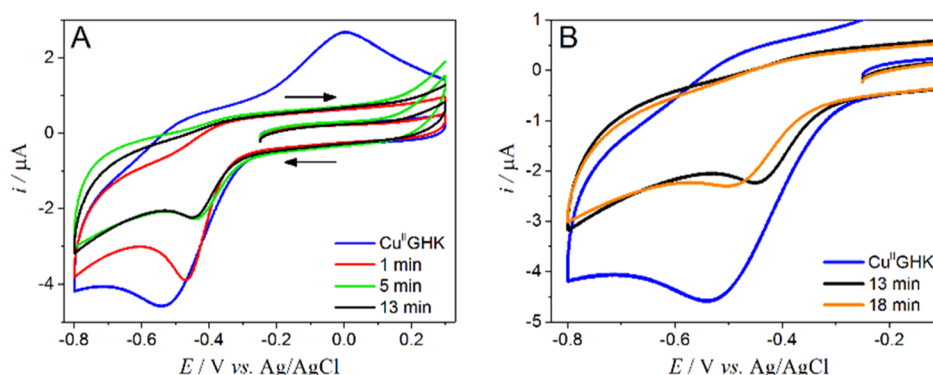 A
2
0
-2
-4
i / μA
Cu^II GHK
1 min
5 min
13 min
-0.8 -0.6 -0.4 -0.2 0.0 0.2
E / V vs. Ag/AgCl
B
1
0
-1
-2
-3
-4
-5
i / μA
Cu^II GHK
13 min
18 min
-0.8 -0.6 -0.4 -0.2
E / V vs. Ag/AgCl